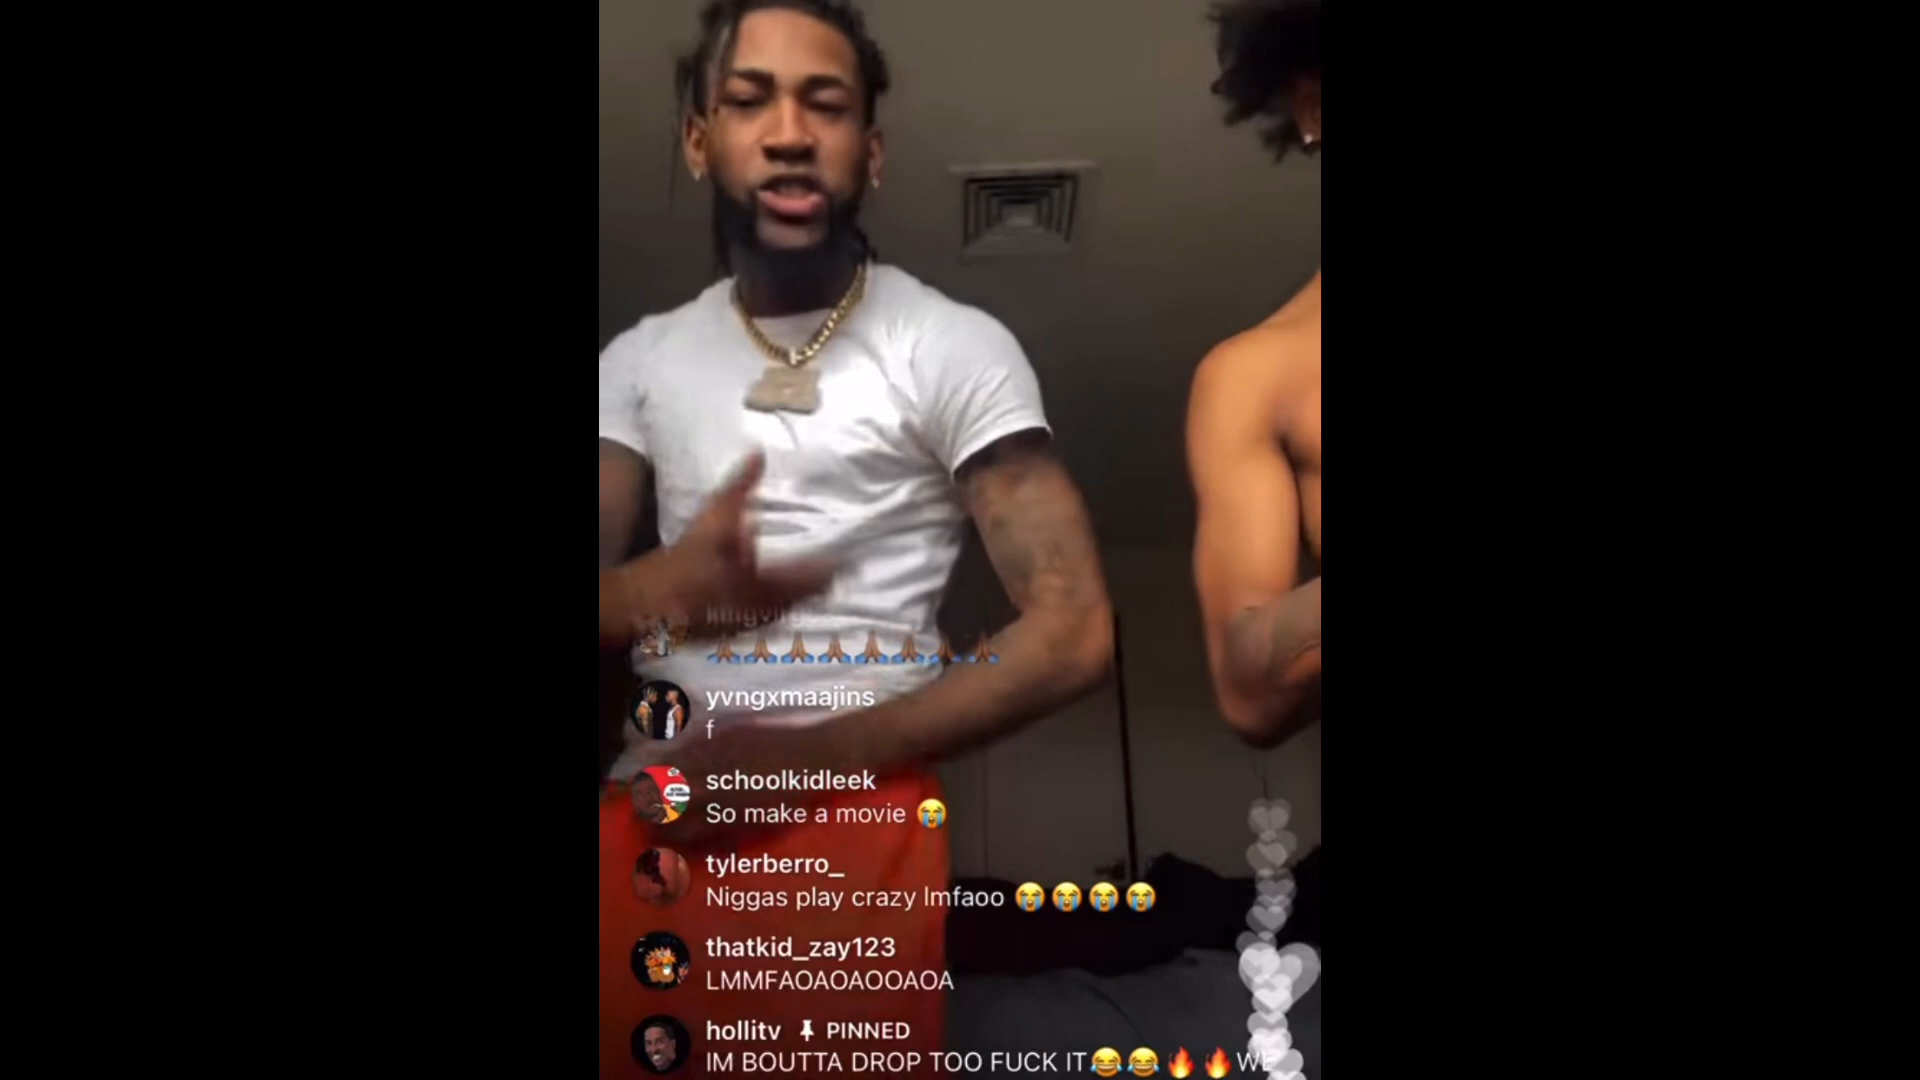 🙏🏾🙏🏾🙏🏾🙏🏾🙏🏾🙏🏾🙏🏾🙏🏾
yvngxmaajins
f
schoolkidleek
So make a movie 😭
tylerberro_
Niggas play crazy lmfaoo 😭😭😭😭
thatkid_zay123
LMMFAOAOAOOAOA
hollitv 📌 PINNED
IM BOUTTA DROP TOO FUCK IT😂😂🔥🔥WE